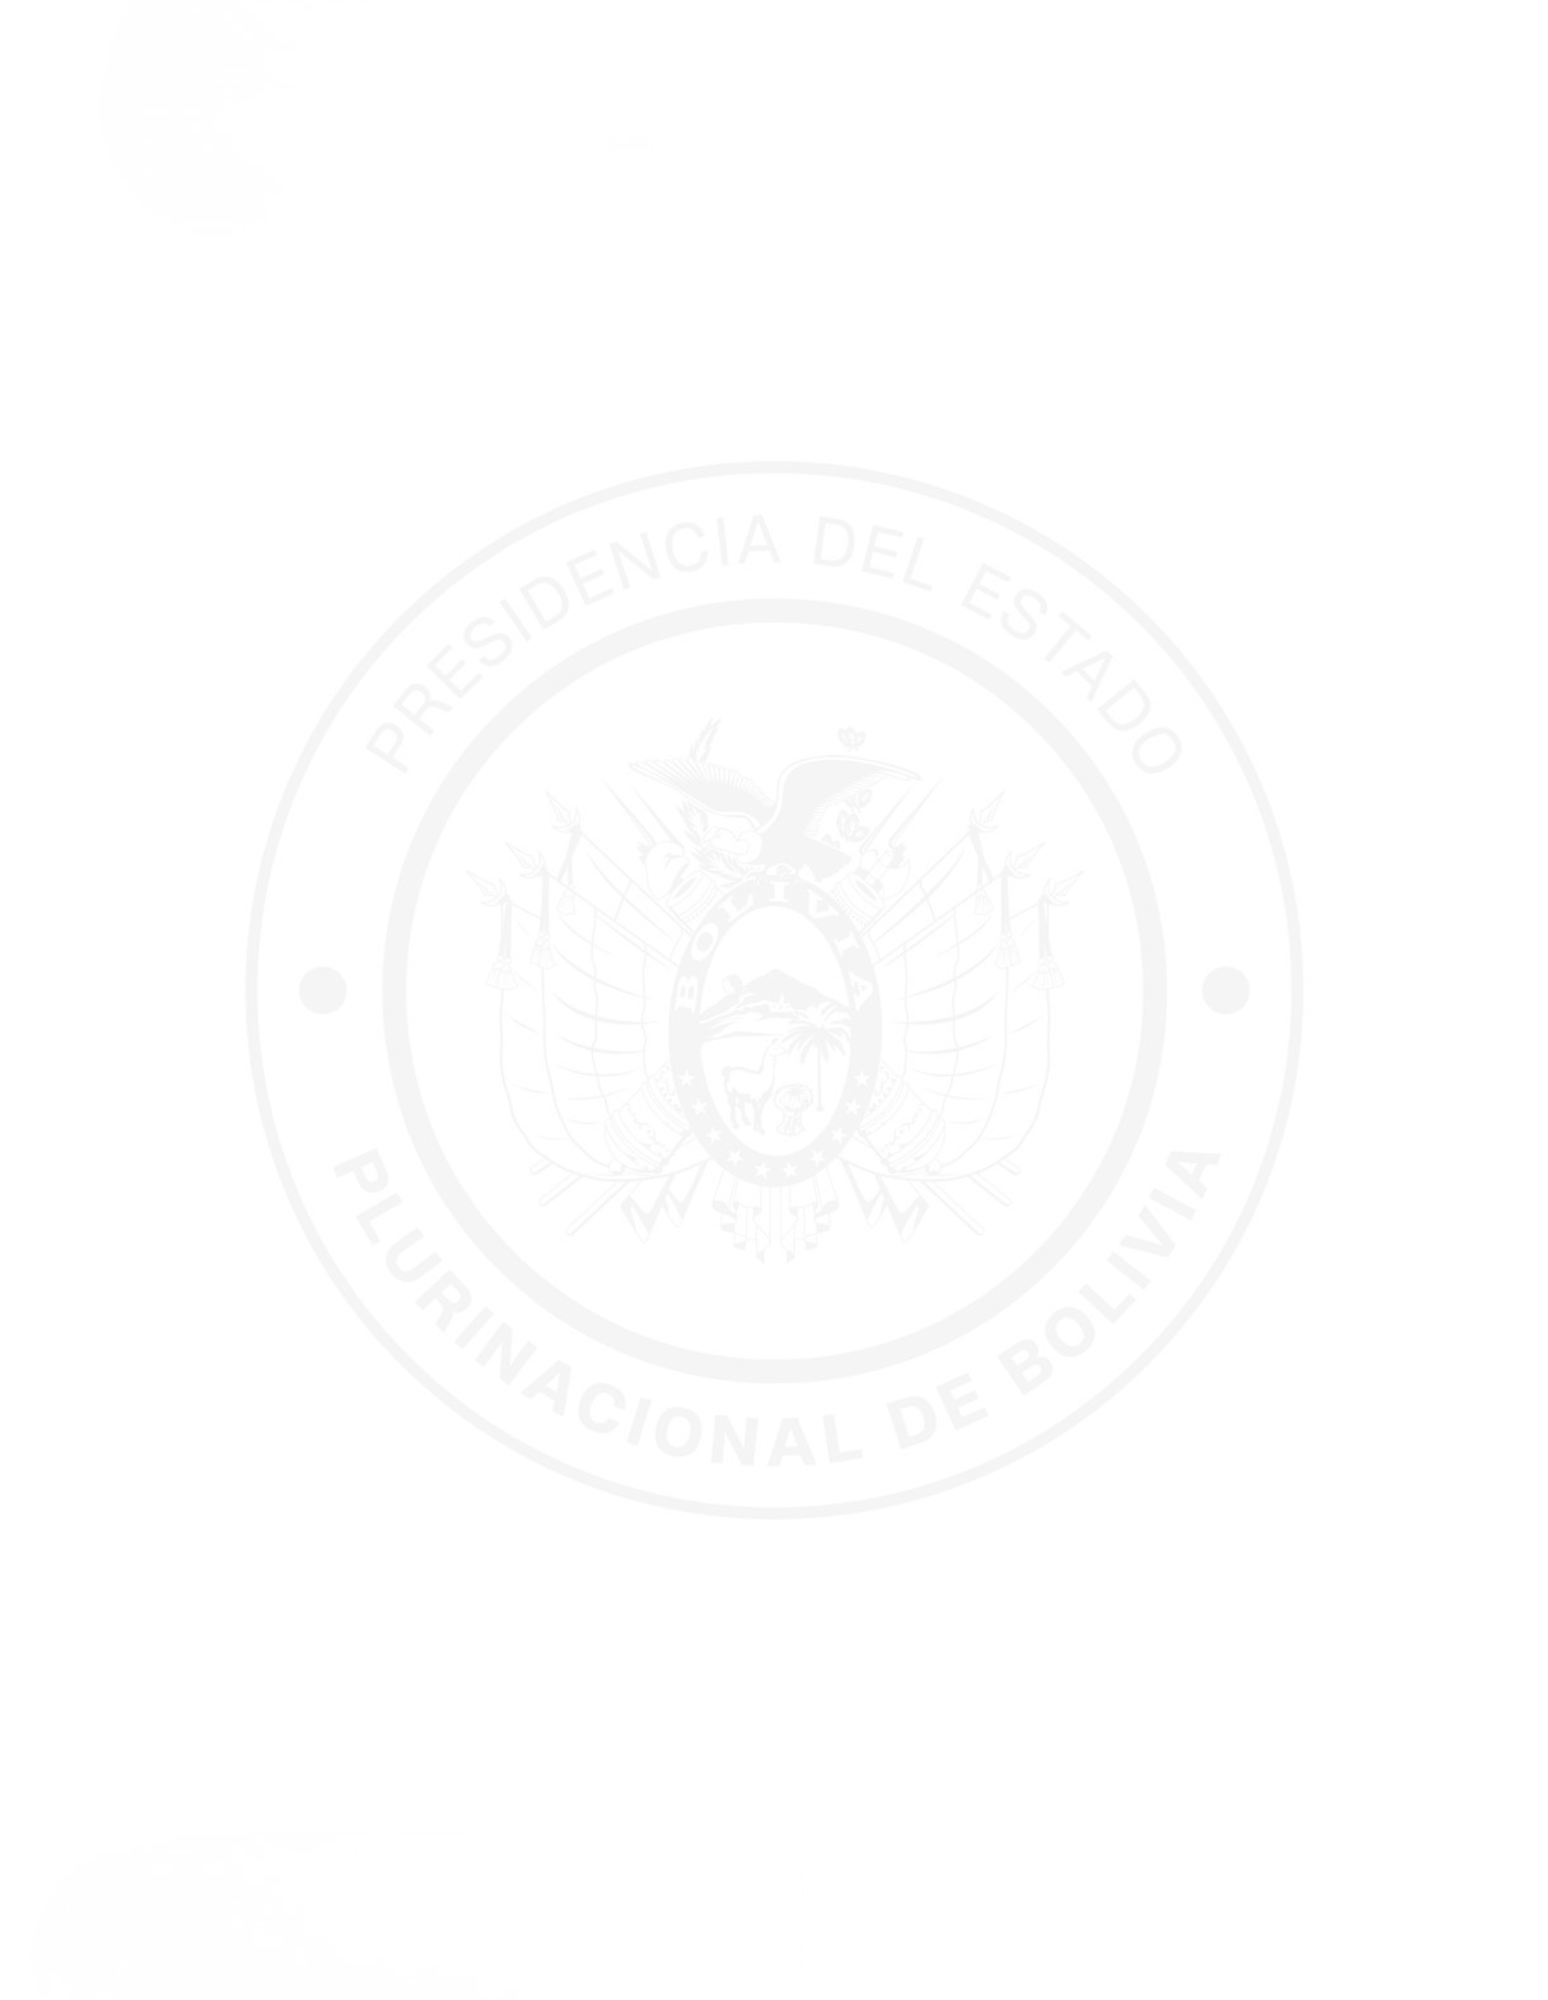 PRESIDENCIA DEL ESTADO
BOLIVIA
PLURINACIONAL DE BOLIVIA